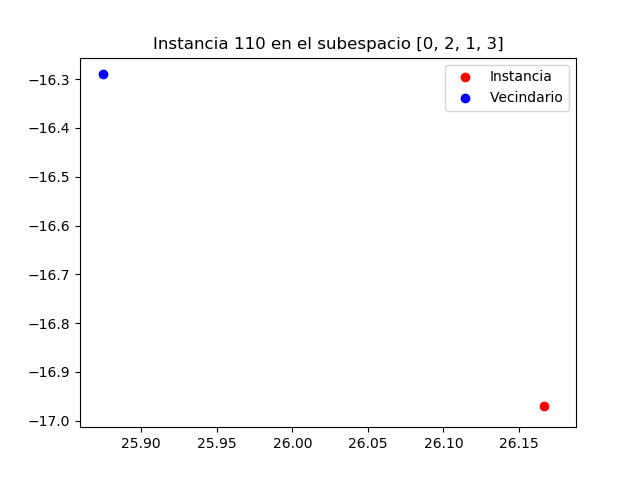 Instancia 110 en el subespacio [0, 2, 1, 3]
Instancia
Vecindario
−16.3
−16.4
−16.5
−16.6
−16.7
−16.8
−16.9
−17.0
25.90 25.95 26.00 26.05 26.10 26.15